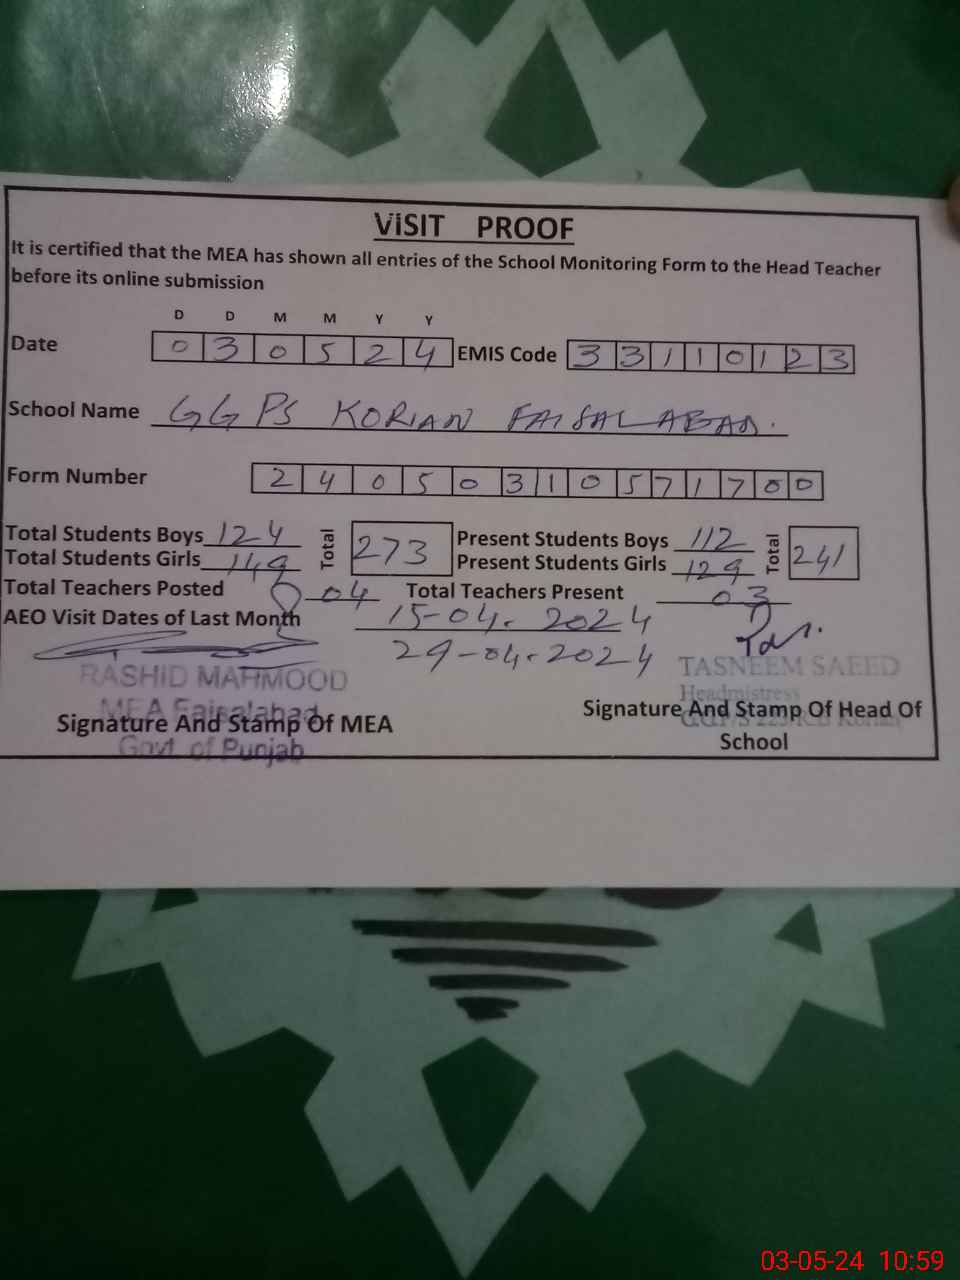 ViSIT PROOF
It is certified that the MEA has shown all entries of the School Monitoring Form to the Head Teacher
before its online submission
D D M M Y Y
Date 0 3 0 5 2 4 EMIS Code 3 3 1 1 0 1 2 3
School Name GGPS KORIAN FAISALABAD.
Form Number 2 4 0 5 0 3 1 0 5 7 1 7 0 0
Total Students Boys 124 Total 273 Present Students Boys 112 Total 241
Total Students Girls 149 Present Students Girls 129
Total Teachers Posted 04 Total Teachers Present 03
AEO Visit Dates of Last Month 15-04-2024
29-04-2024
RASHID MAHMOOD
MEA Faisalabad
Govt. of Punjab
Signature And Stamp Of MEA
TASNEEM SAEED
Headmistress
Signature And Stamp Of Head Of
School
03-05-24 10:59